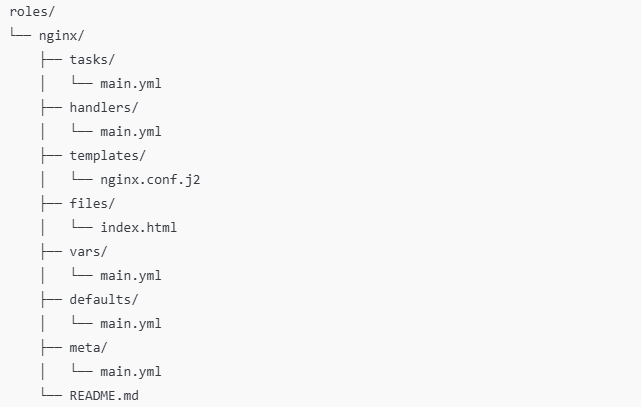 roles/
└── nginx/
    ├── tasks/
    │   └── main.yml
    ├── handlers/
    │   └── main.yml
    ├── templates/
    │   └── nginx.conf.j2
    ├── files/
    │   └── index.html
    ├── vars/
    │   └── main.yml
    ├── defaults/
    │   └── main.yml
    ├── meta/
    │   └── main.yml
    └── README.md